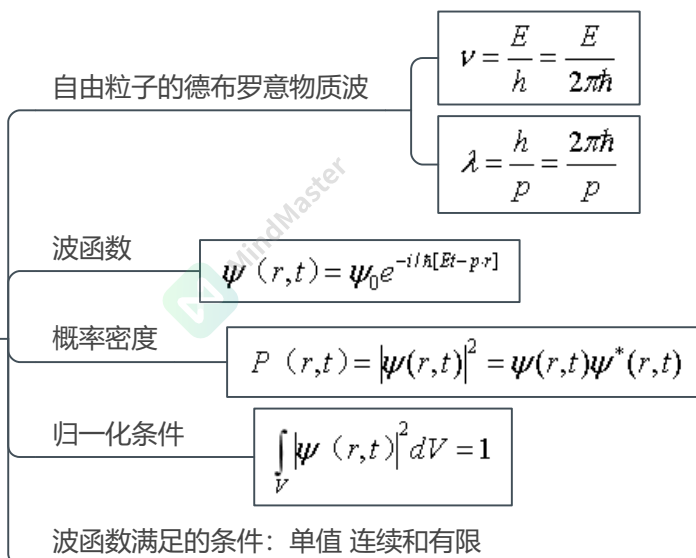 自由粒子的德布罗意物质波
ν = E/h = E/2πħ
λ = h/p = 2πħ/p
波函数
ψ（r,t）= ψ₀e^{-i/ħ[Et-p·r]}
概率密度
P（r,t）= |ψ(r,t)|² = ψ(r,t)ψ*(r,t)
归一化条件
∫_V |ψ（r,t）|² dV = 1
波函数满足的条件：单值 连续和有限
MindMaster